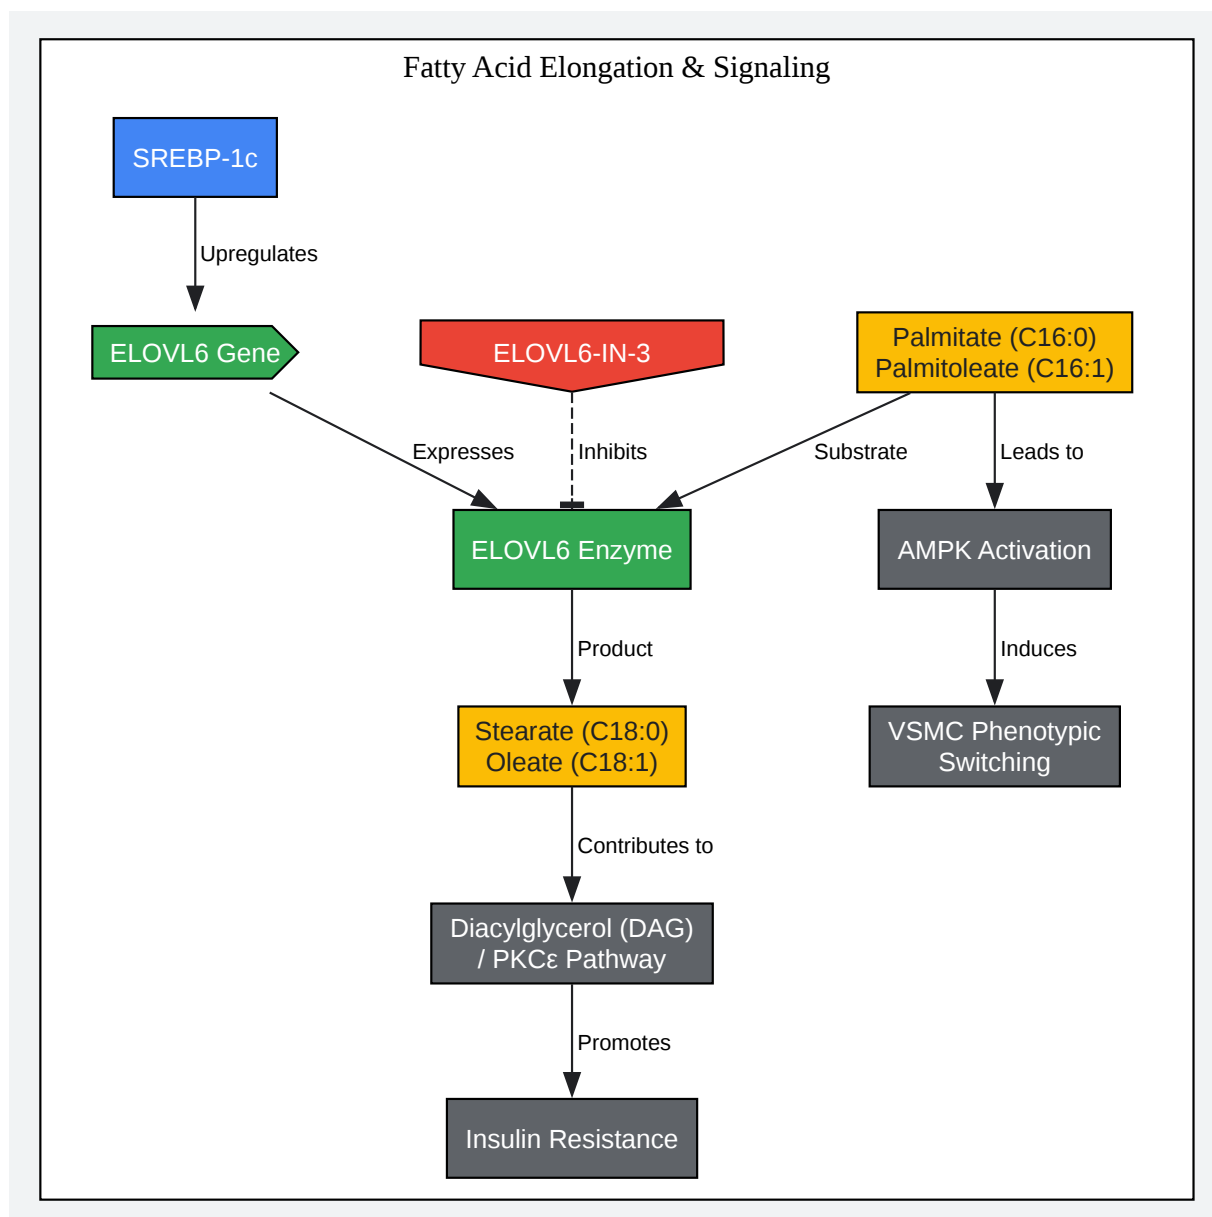 Fatty Acid Elongation & Signaling
SREBP-1c
Upregulates
ELOVL6 Gene
ELOVL6-IN-3
Palmitate (C16:0)
Palmitoleate (C16:1)
Expresses
Inhibits
Substrate
Leads to
ELOVL6 Enzyme
AMPK Activation
Product
Induces
Stearate (C18:0)
Oleate (C18:1)
VSMC Phenotypic
Switching
Contributes to
Diacylglycerol (DAG)
/ PKCε Pathway
Promotes
Insulin Resistance